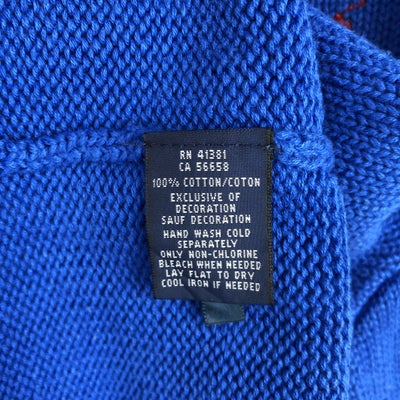 RN 41381
CA 56658
100% COTTON/COTON
EXCLUSIVE OF
DECORATION
SAUF DECORATION
HAND WASH COLD
SEPARATELY
ONLY NON-CHLORINE
BLEACH WHEN NEEDED
LAY FLAT TO DRY
COOL IRON IF NEEDED